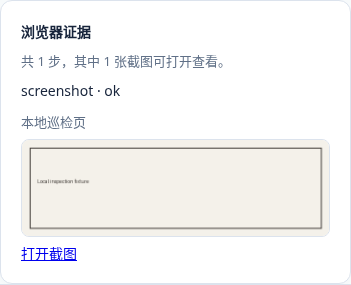 浏览器证据
共 1 步，其中 1 张截图可打开查看。
screenshot · ok
本地巡检页
Local inspection fixture
打开截图